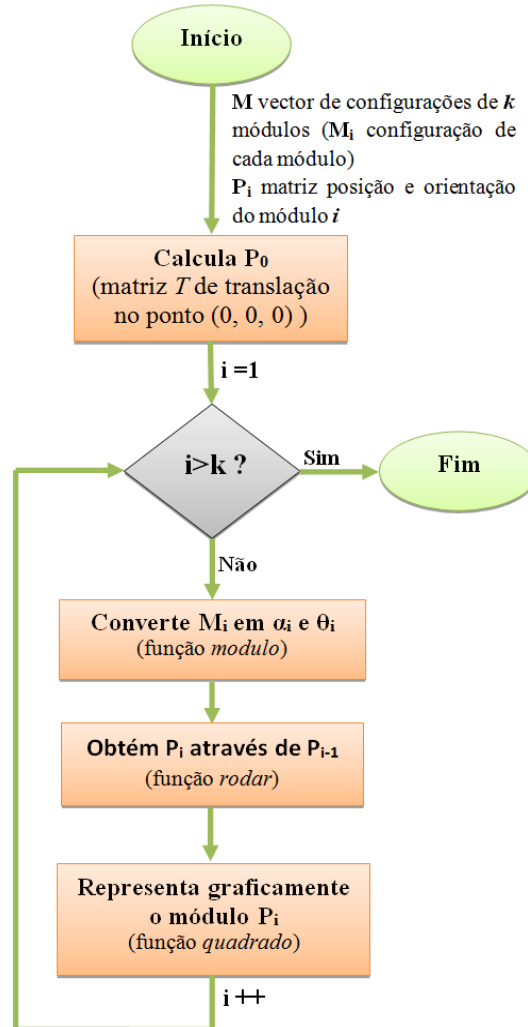 Início
M vector de configurações de k
módulos (Mi configuração de
cada módulo)
Pi matriz posição e orientação
do módulo i
Calcula P0
(matriz T de translação
no ponto (0, 0, 0) )
i =1
i>k ?
Sim
Fim
Não
Converte Mi em αi e θi
(função modulo)
Obtém Pi através de Pi-1
(função rodar)
Representa graficamente
o módulo Pi
(função quadrado)
i ++